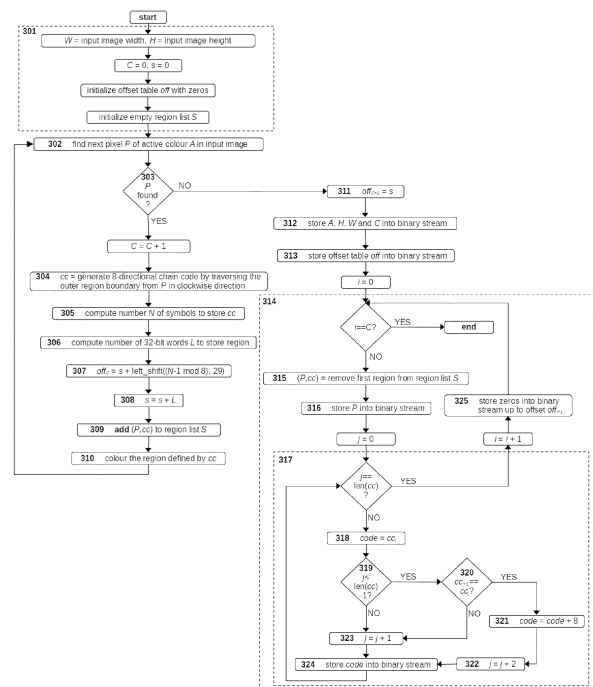 start
301
W = input image width, H = input image height
C = 0, s = 0
initialize offset table off with zeros
initialize empty region list S
302 find next pixel P of active colour A in input image
303
P
found
?
NO
YES
C = C + 1
304 cc = generate 8-directional chain code by traversing the
outer region boundary from P in clockwise direction
305 compute number N of symbols to store cc
306 compute number of 32-bit words L to store region
307 offC = s + left_shift((N-1 mod 8), 29)
308 s = s + L
309 add (P,cc) to region list S
310 colour the region defined by cc
311 offC+1 = s
312 store A, H, W and C into binary stream
313 store offset table off into binary stream
i = 0
314
i==C?
YES
end
NO
315 (P,cc) = remove first region from region list S
316 store P into binary stream
j = 0
325 store zeros into binary
stream up to offset offi+1
i = i + 1
317
j==
len(cc)
?
YES
NO
318 code = ccj
319
j<
len(cc)
-1?
YES
NO
320
ccj+1==
ccj?
YES
NO
321 code = code + 8
323 j = j + 1
322 j = j + 2
324 store code into binary stream